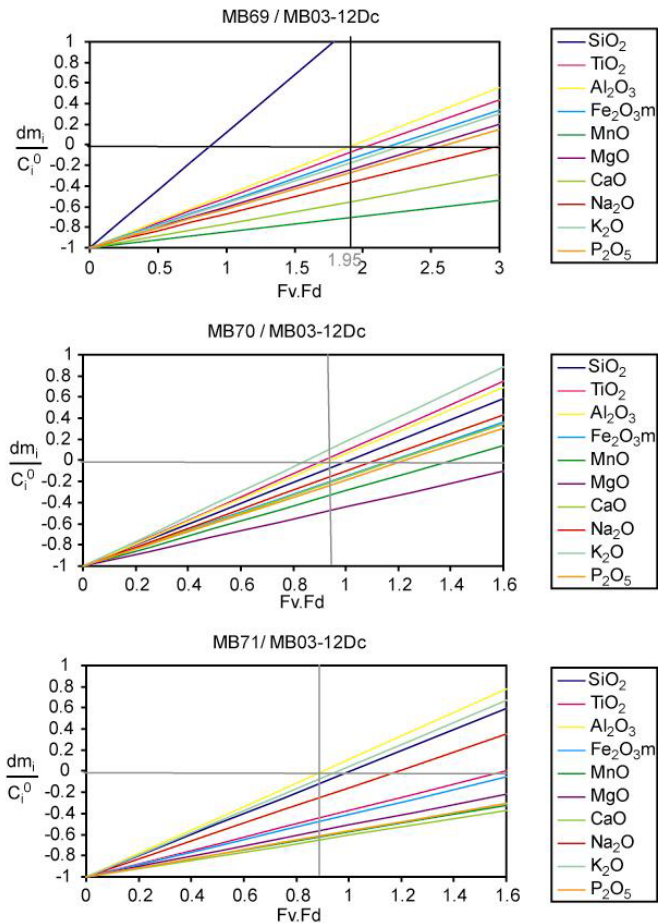 MB69 / MB03-12Dc
1
0.8
0.6
0.4
0.2
0
-0.2
-0.4
-0.6
-0.8
-1
dmᵢ
Cᵢ⁰
0
0.5
1
1.5
2
2.5
3
1.95
Fv.Fd
SiO₂
TiO₂
Al₂O₃
Fe₂O₃m
MnO
MgO
CaO
Na₂O
K₂O
P₂O₅
MB70 / MB03-12Dc
1
0.8
0.6
0.4
0.2
0
-0.2
-0.4
-0.6
-0.8
-1
dmᵢ
Cᵢ⁰
0
0.2
0.4
0.6
0.8
1
1.2
1.4
1.6
Fv.Fd
SiO₂
TiO₂
Al₂O₃
Fe₂O₃m
MnO
MgO
CaO
Na₂O
K₂O
P₂O₅
MB71/ MB03-12Dc
1
0.8
0.6
0.4
0.2
0
-0.2
-0.4
-0.6
-0.8
-1
dmᵢ
Cᵢ⁰
0
0.2
0.4
0.6
0.8
1
1.2
1.4
1.6
Fv.Fd
SiO₂
TiO₂
Al₂O₃
Fe₂O₃m
MnO
MgO
CaO
Na₂O
K₂O
P₂O₅